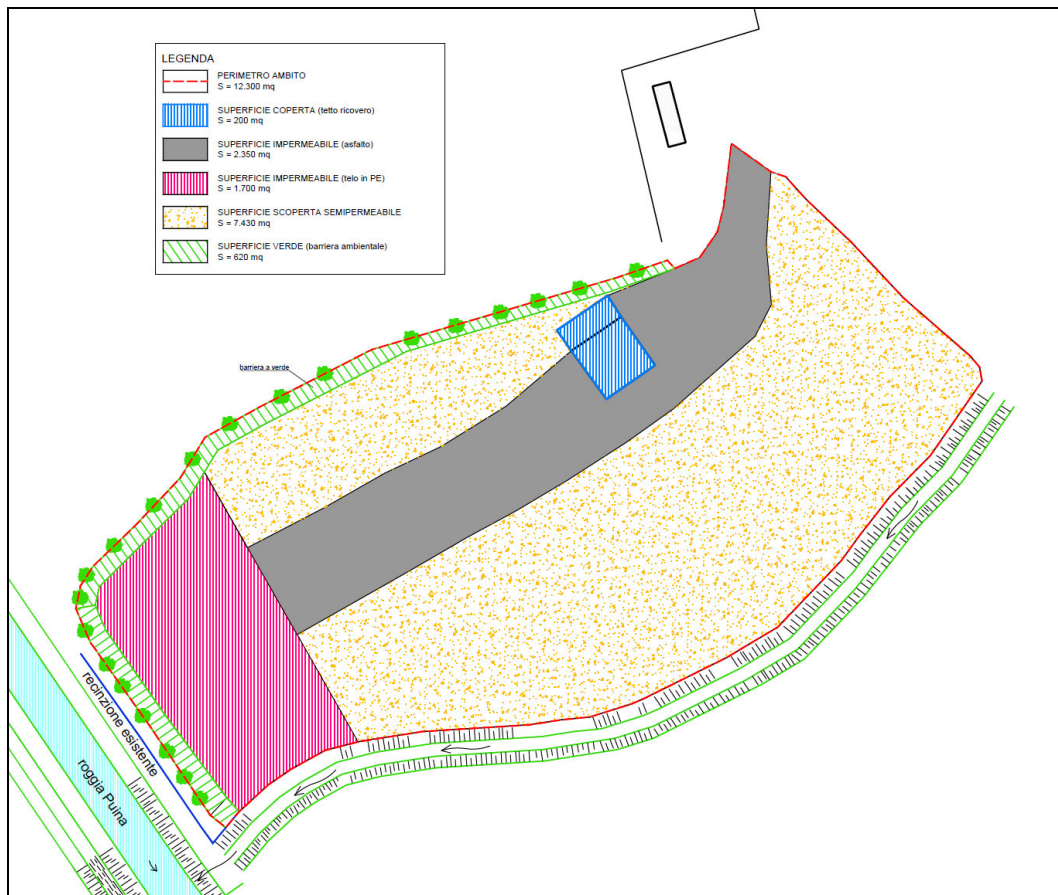 LEGENDA
PERIMETRO AMBITO
S = 12.300 mq
SUPERFICIE COPERTA (tetto ricovero)
S = 200 mq
SUPERFICIE IMPERMEABILE (asfalto)
S = 2.350 mq
SUPERFICIE IMPERMEABILE (telo in PE)
S = 1.700 mq
SUPERFICIE SCOPERTA SEMIPERMEABILE
S = 7.430 mq
SUPERFICIE VERDE (barriera ambientale)
S = 620 mq
barriera a verde
recinzione esistente
roggia Puina